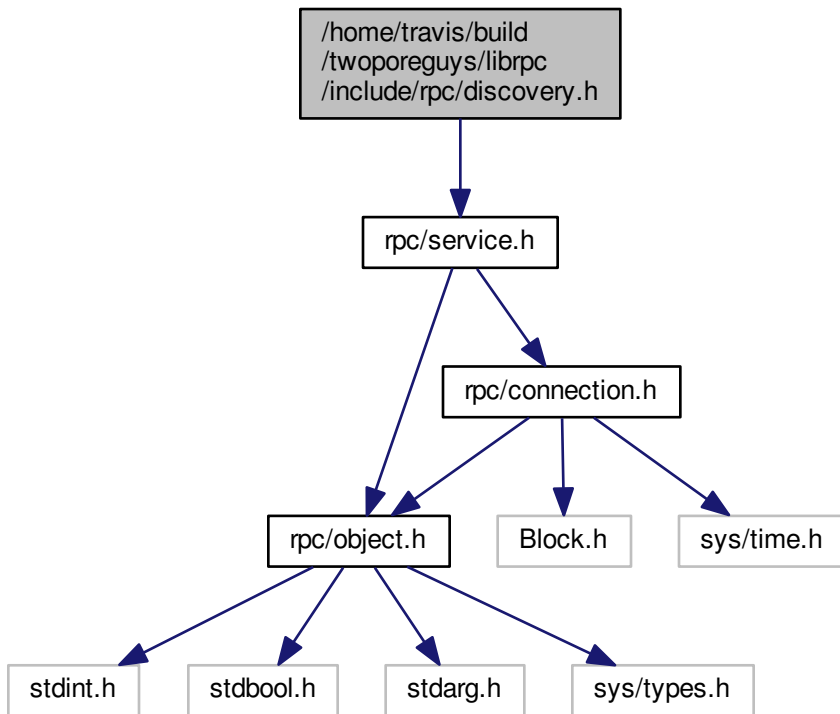 /home/travis/build
/twoporeguys/librpc
/include/rpc/discovery.h
rpc/service.h
rpc/connection.h
rpc/object.h
Block.h
sys/time.h
stdint.h
stdbool.h
stdarg.h
sys/types.h